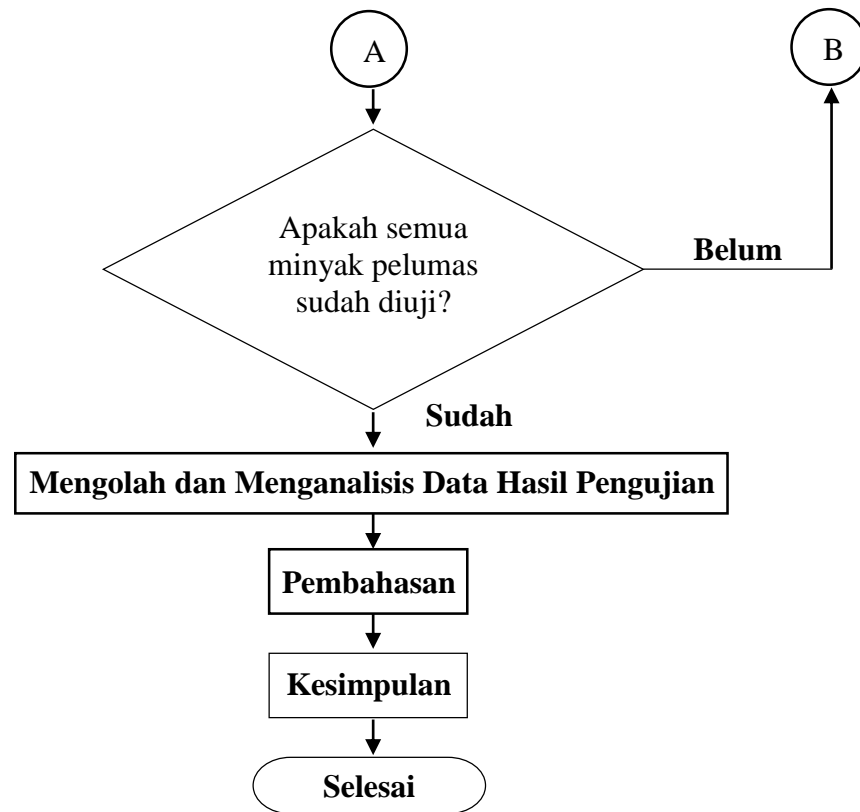 A
B
Apakah semua
minyak pelumas
sudah diuji?
Belum
Sudah
Mengolah dan Menganalisis Data Hasil Pengujian
Pembahasan
Kesimpulan
Selesai